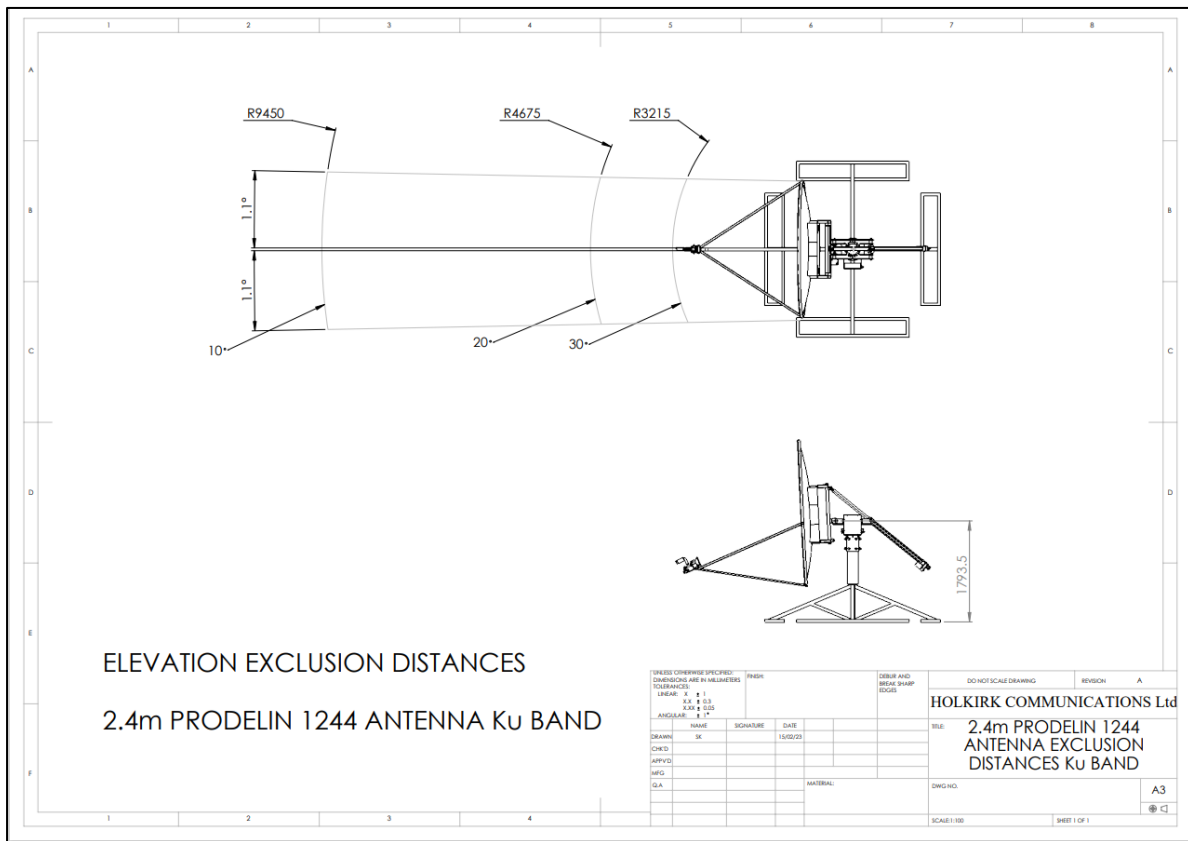 1 2 3 4 5 6 7 8
A A
R9450 R4675 R3215
B B
1.1°
1.1°
10° 20° 30°
C C
D D
1793.5
E E
ELEVATION EXCLUSION DISTANCES
2.4m PRODELIN 1244 ANTENNA Ku BAND
F F
UNLESS OTHERWISE SPECIFIED:
DIMENSIONS ARE IN MILLIMETERS
TOLERANCES:
LINEAR: X ± 1
X.X ± 0.3
X.XX ± 0.05
ANGULAR: ± 1°
FINISH:
DEBUR AND
BREAK SHARP
EDGES
DO NOT SCALE DRAWING
REVISION A
HOLKIRK COMMUNICATIONS Ltd
NAME SIGNATURE DATE
DRAWN SK 15/02/23
CHK'D
APPV'D
MFG
Q.A
MATERIAL:
TITLE:
2.4m PRODELIN 1244
ANTENNA EXCLUSION
DISTANCES Ku BAND
DWG NO.
A3
SCALE:1:100
SHEET 1 OF 1
1 2 3 4